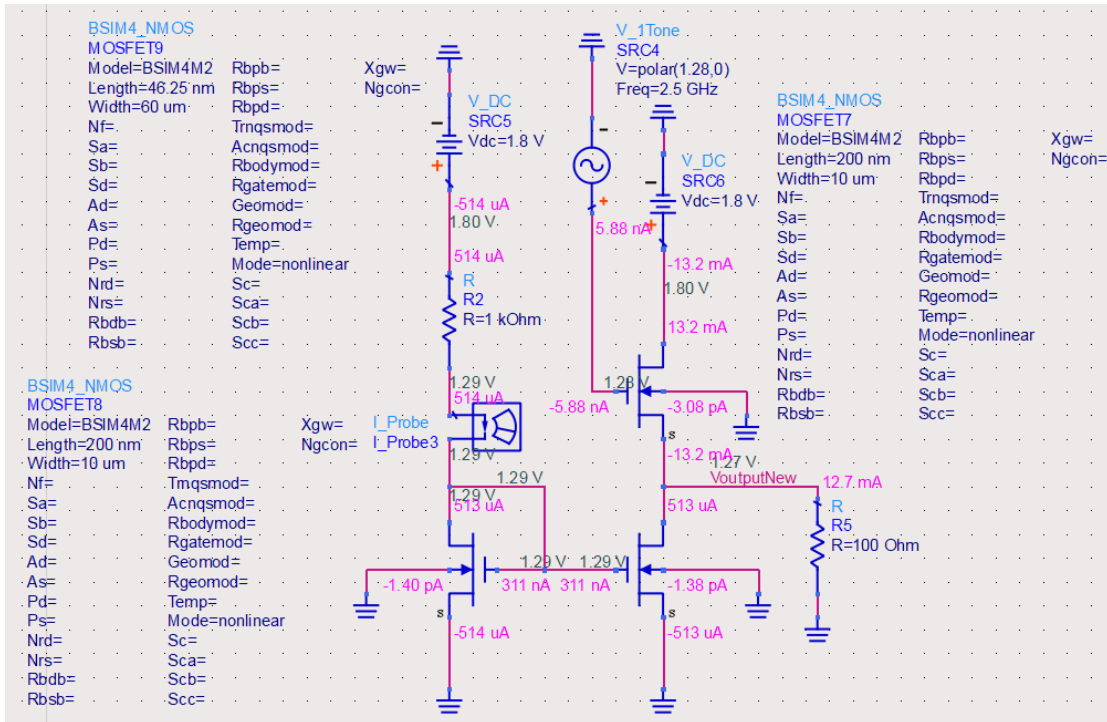 BSIM4_NMOS
MOSFET9
Model=BSIM4M2 Rbpb= Xgw=
Length=46.25 nm Rbps= Ngcon=
Width=60 um Rbpd=
Nf= Trnqsmod=
Sa= Acnqsmod=
Sb= Rbodymod=
Sd= Rgatemod=
Ad= Geomod=
As= Rgeomod=
Pd= Temp=
Ps= Mode=nonlinear
Nrd= Sc=
Nrs= Sca=
Rbdb= Scb=
Rbsb= Scc=
V_DC
SRC5
Vdc=1.8 V
-
+
-514 uA
1.80 V
514 uA
R
R2
R=1 kOhm
1.29 V
514 uA
I_Probe
I_Probe3
1.29 V
1.29 V
1.29 V
513 uA
V_1Tone
SRC4
V=polar(1.28,0)
Freq=2.5 GHz
-
+
5.88 nA
V_DC
SRC6
Vdc=1.8 V
-
+
-13.2 mA
1.80 V
13.2 mA
BSIM4_NMOS
MOSFET7
Model=BSIM4M2 Rbpb= Xgw=
Length=200 nm Rbps= Ngcon=
Width=10 um Rbpd=
Nf= Trnqsmod=
Sa= Acnqsmod=
Sb= Rbodymod=
Sd= Rgatemod=
Ad= Geomod=
As= Rgeomod=
Pd= Temp=
Ps= Mode=nonlinear
Nrd= Sc=
Nrs= Sca=
Rbdb= Scb=
Rbsb= Scc=
1.28 V
-5.88 nA
-3.08 pA
s
-13.2 mA
1.27 V
VoutputNew
12.7 mA
513 uA
R
R5
R=100 Ohm
BSIM4_NMOS
MOSFET8
Model=BSIM4M2 Rbpb= Xgw=
Length=200 nm Rbps= Ngcon=
Width=10 um Rbpd=
Nf= Trnqsmod=
Sa= Acnqsmod=
Sb= Rbodymod=
Sd= Rgatemod=
Ad= Geomod=
As= Rgeomod=
Pd= Temp=
Ps= Mode=nonlinear
Nrd= Sc=
Nrs= Sca=
Rbdb= Scb=
Rbsb= Scc=
1.29 V
1.29 V
-1.40 pA
311 nA
311 nA
-1.38 pA
s
s
-514 uA
-513 uA